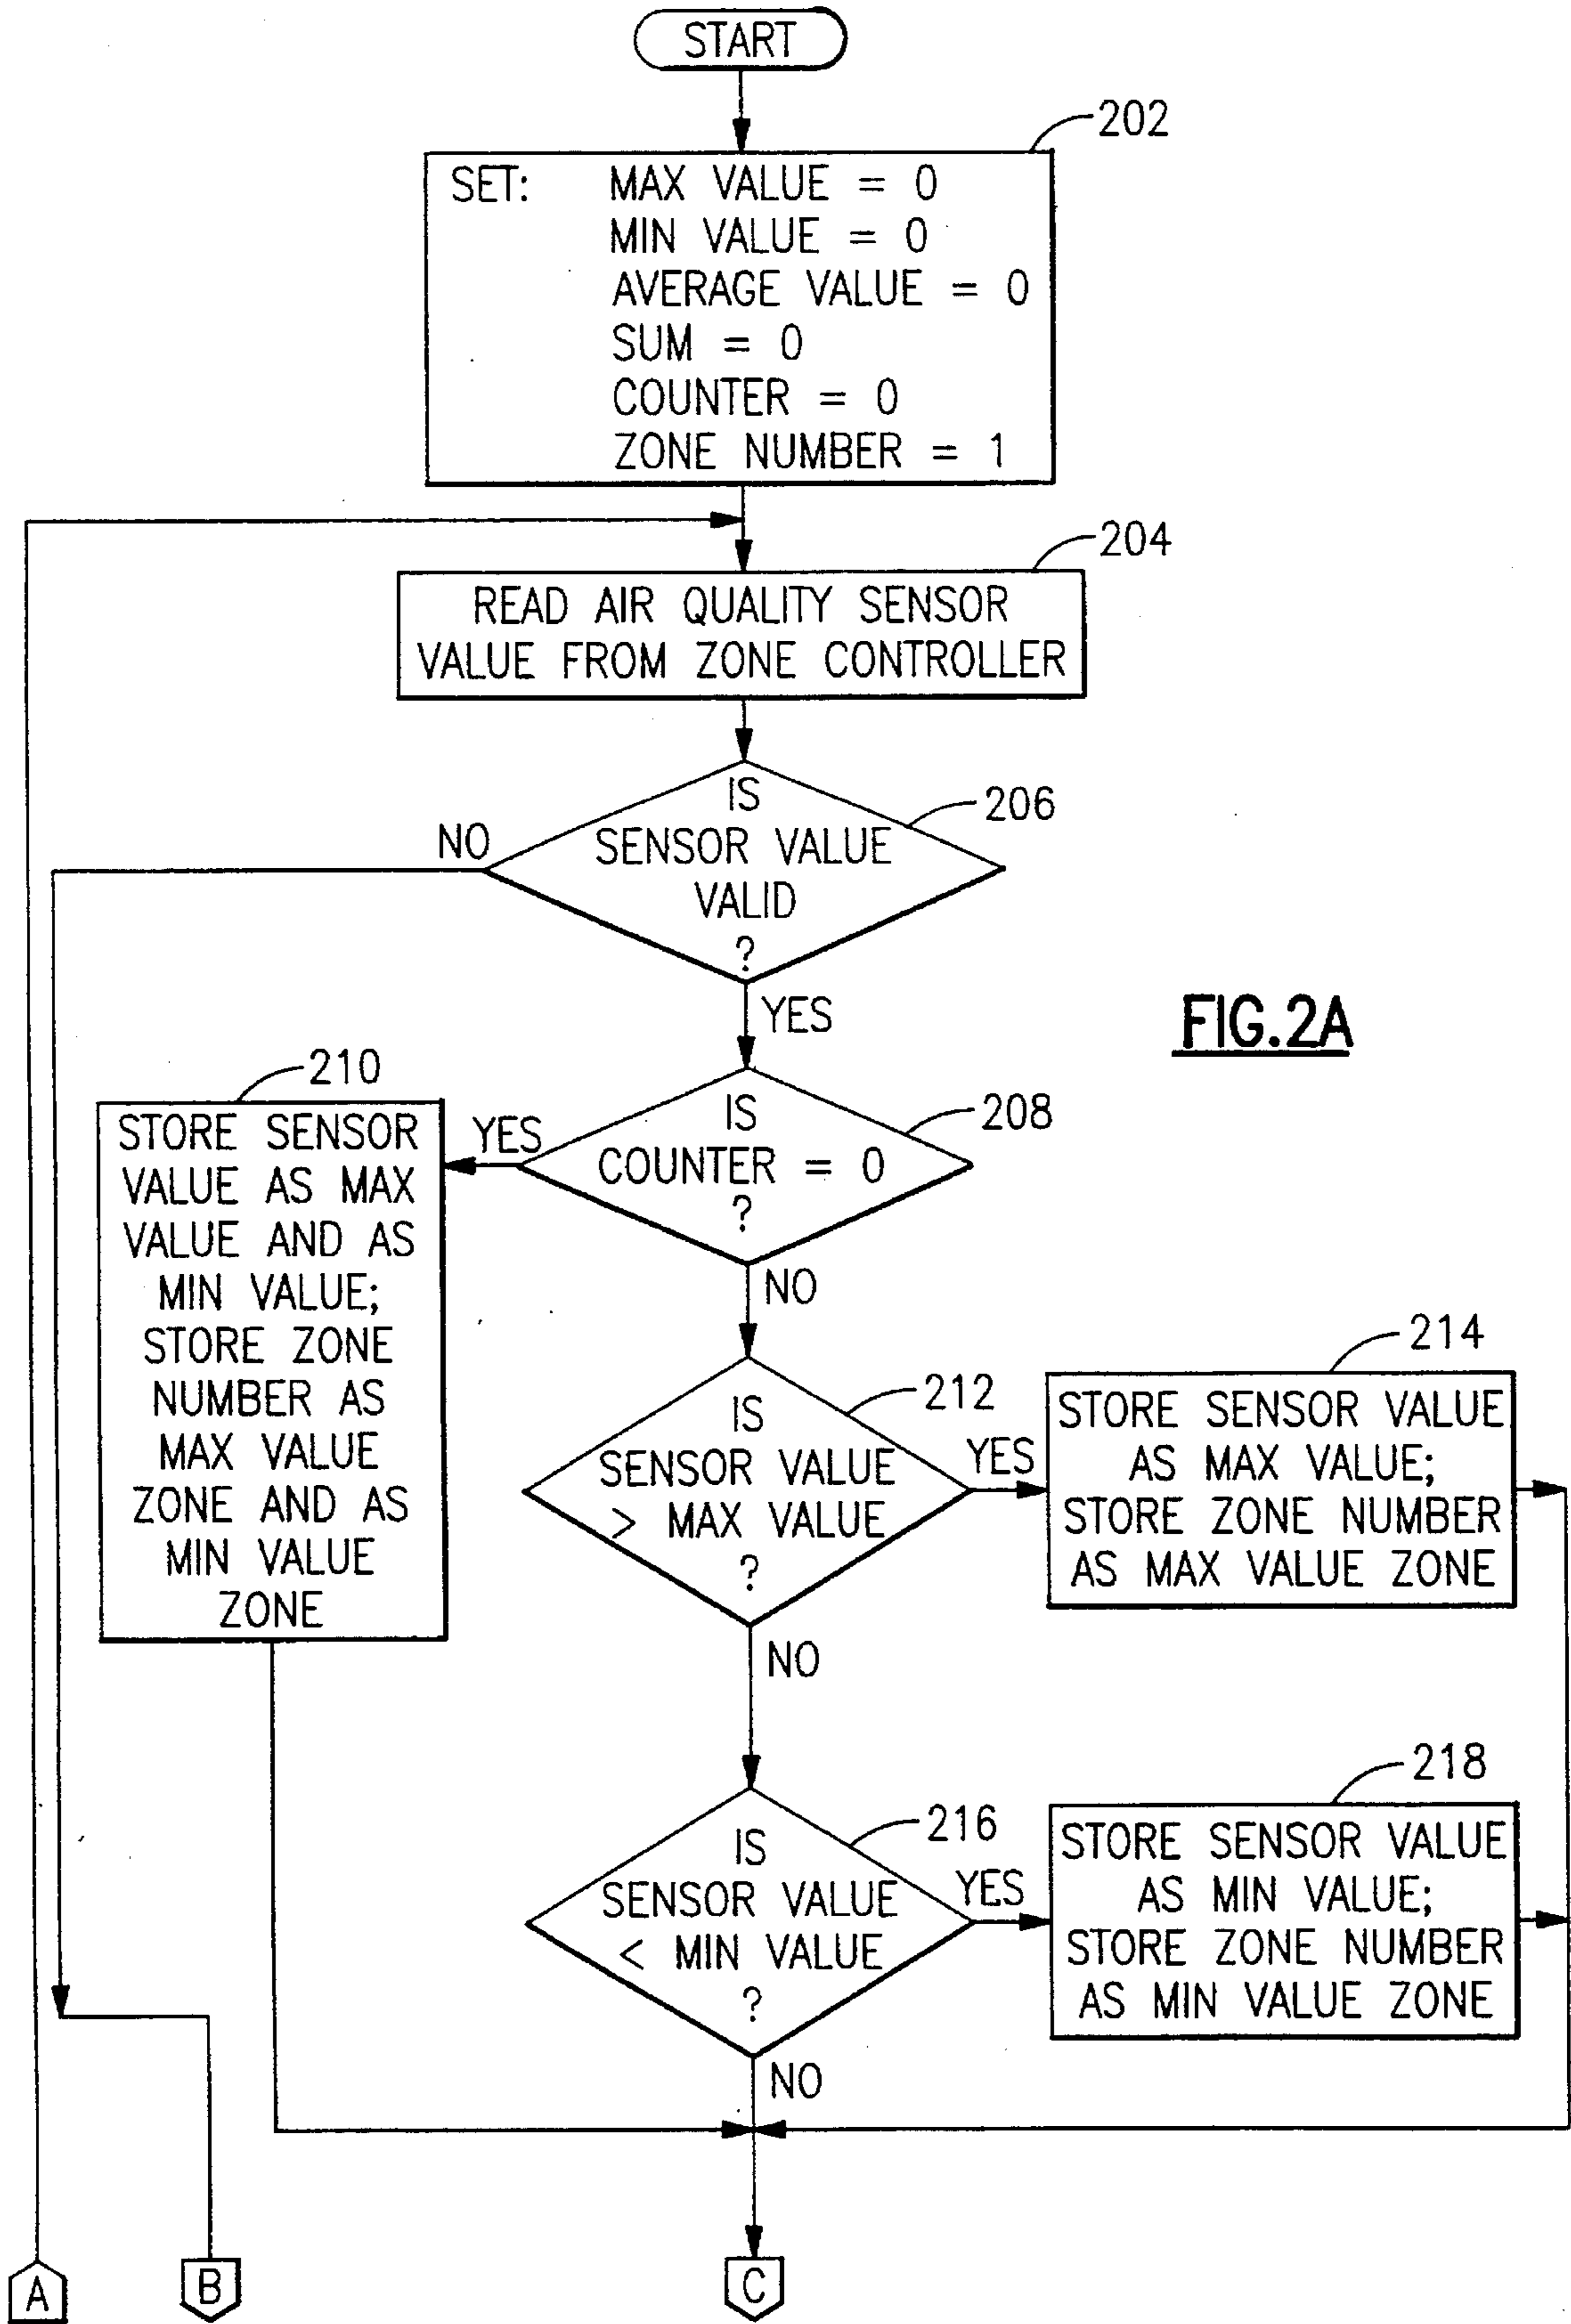 START
202
SET: MAX VALUE = 0
MIN VALUE = 0
AVERAGE VALUE = 0
SUM = 0
COUNTER = 0
ZONE NUMBER = 1
204
READ AIR QUALITY SENSOR
VALUE FROM ZONE CONTROLLER
206
IS
SENSOR VALUE
VALID
?
NO
YES
FIG.2A
208
IS
COUNTER = 0
?
YES
NO
210
STORE SENSOR
VALUE AS MAX
VALUE AND AS
MIN VALUE;
STORE ZONE
NUMBER AS
MAX VALUE
ZONE AND AS
MIN VALUE
ZONE
212
IS
SENSOR VALUE
> MAX VALUE
?
YES
NO
214
STORE SENSOR VALUE
AS MAX VALUE;
STORE ZONE NUMBER
AS MAX VALUE ZONE
216
IS
SENSOR VALUE
< MIN VALUE
?
YES
NO
218
STORE SENSOR VALUE
AS MIN VALUE;
STORE ZONE NUMBER
AS MIN VALUE ZONE
A
B
C